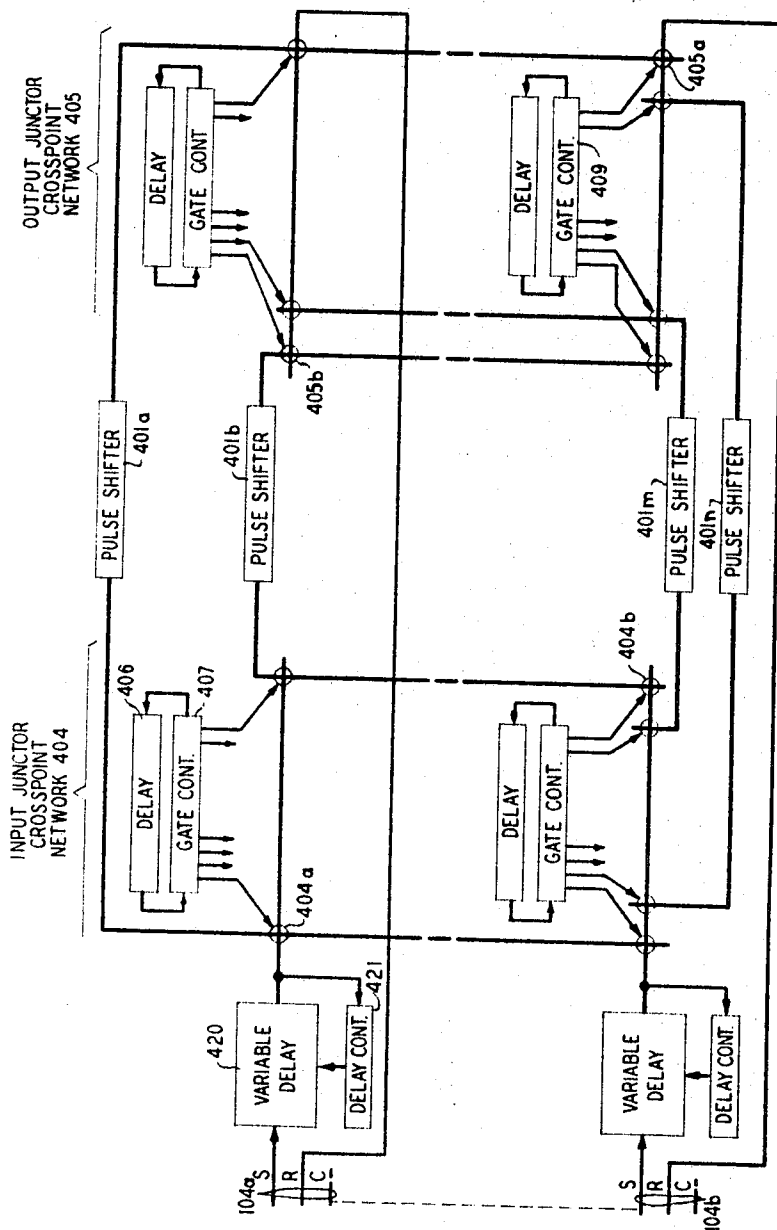 INPUT JUNCTOR
CROSSPOINT
NETWORK 404
OUTPUT JUNCTOR
CROSSPOINT
NETWORK 405
PULSE SHIFTER
401a
406
DELAY
GATE CONT.
407
DELAY
GATE CONT.
PULSE SHIFTER
401b
404a
405b
420
VARIABLE
DELAY
DELAY CONT.
421
104a
S
R
C
DELAY
GATE CONT.
DELAY
GATE CONT.
409
404b
405a
PULSE SHIFTER
401m
401n
PULSE SHIFTER
VARIABLE
DELAY
DELAY CONT.
S
R
C
104b